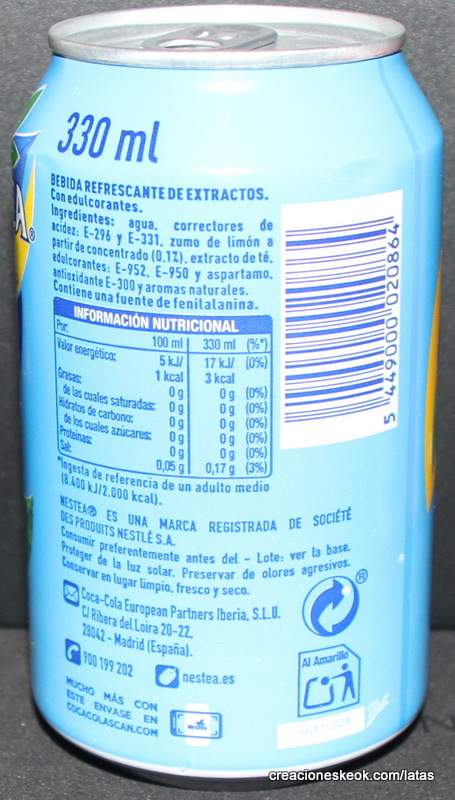 330 ml
BEBIDA REFRESCANTE DE EXTRACTOS.
Con edulcorantes.
Ingredientes: agua, correctores de
acidez: E-296 y E-331, zumo de limón a
partir de concentrado (0,1%), extracto de té,
edulcorantes: E-952, E-950 y aspartamo,
antioxidante E-300 y aromas naturales.
Contiene una fuente de fenilalanina.
INFORMACIÓN NUTRICIONAL
Por: 100 ml 330 ml (%*)
Valor energético: 5 kJ/ 17 kJ/ (0%)
1 kcal 3 kcal
Grasas: 0 g 0 g (0%)
de las cuales saturadas: 0 g 0 g (0%)
Hidratos de carbono: 0 g 0 g (0%)
de los cuales azúcares: 0 g 0 g (0%)
Proteínas: 0 g 0 g (0%)
Sal: 0,05 g 0,17 g (3%)
*Ingesta de referencia de un adulto medio
(8.400 kJ/2.000 kcal).
NESTEA® ES UNA MARCA REGISTRADA DE SOCIÉTÉ
DES PRODUITS NESTLÉ S.A.
Consumir preferentemente antes del - Lote: ver la base.
Proteger de la luz solar. Preservar de olores agresivos.
Conservar en lugar limpio, fresco y seco.
Coca-Cola European Partners Iberia, S.L.U.
C/ Ribera del Loira 20-22,
28042 - Madrid (España).
900 199 202 nestea.es
MUCHO MÁS CON
ESTE ENVASE EN
COCACOLASCAN.COM
5 449000 020864
®
Al Amarillo
A®
creacioneskeok.com/latas